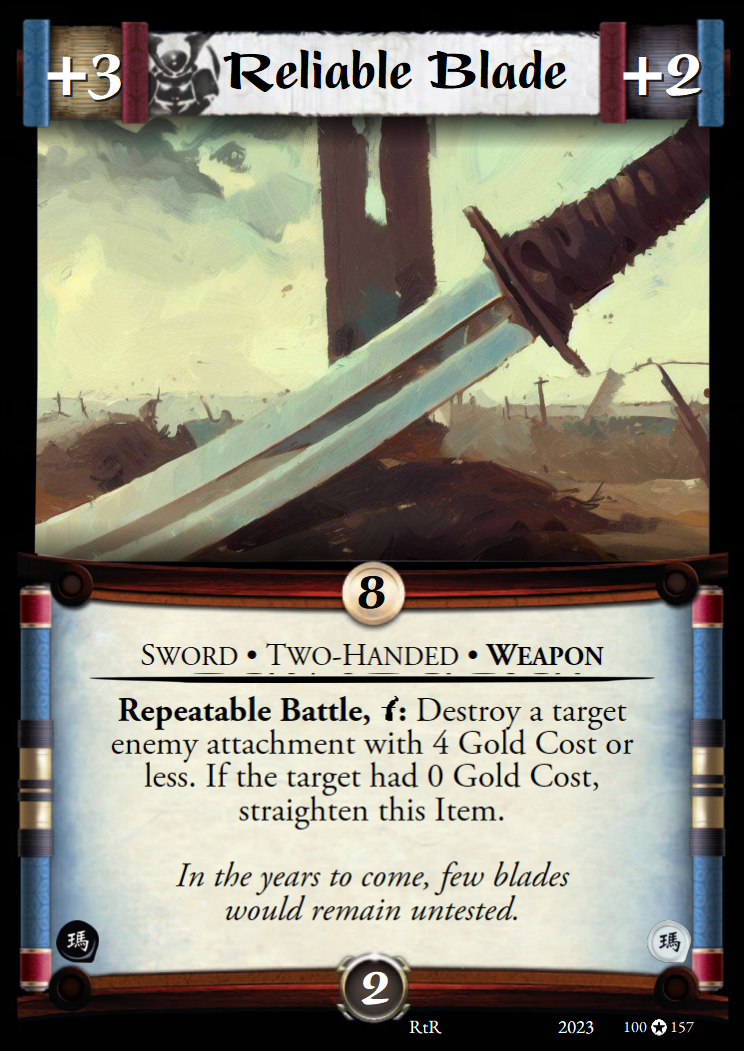 +3 Reliable Blade +2
8
Sword • Two-Handed • Weapon
Repeatable Battle, : Destroy a target
enemy attachment with 4 Gold Cost or
less. If the target had 0 Gold Cost,
straighten this Item.
In the years to come, few blades
would remain untested.
瑪 瑪
2
RtR 2023 100 ✪ 157